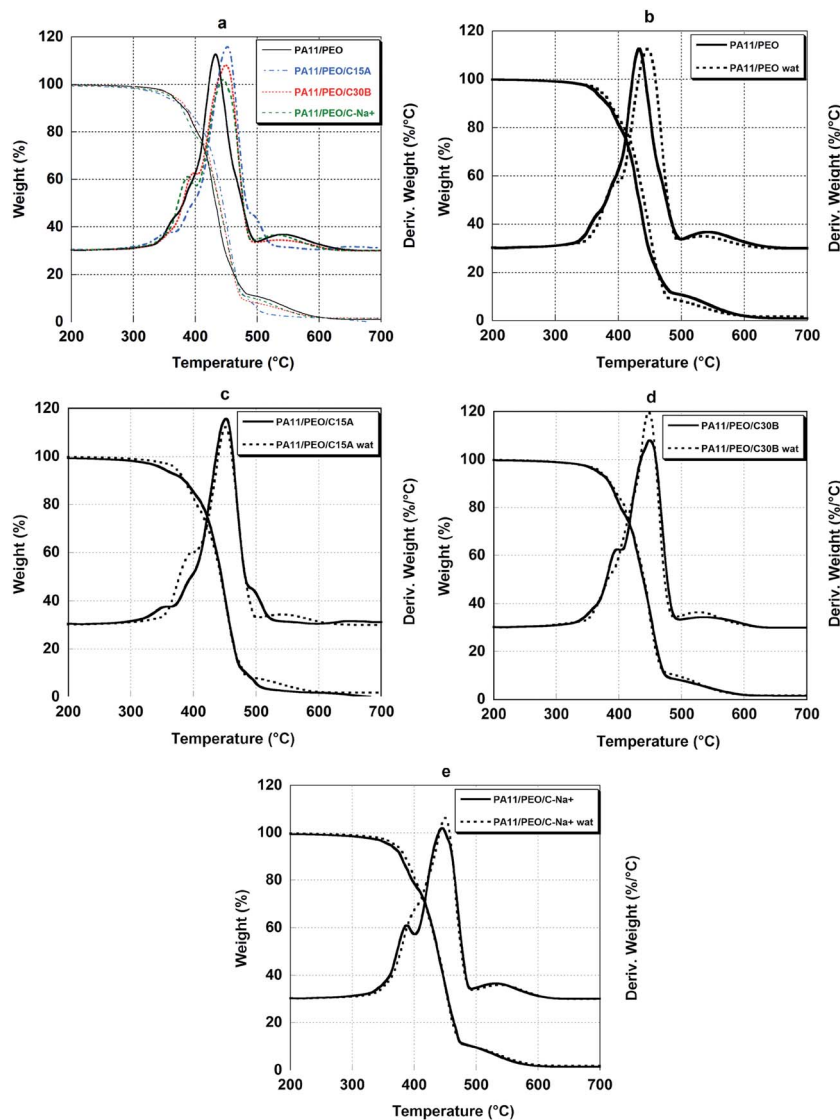 a
PA11/PEO
PA11/PEO/C15A
PA11/PEO/C30B
PA11/PEO/C-Na+
120
100
80
60
40
20
0
200 300 400 500 600 700
Weight (%)
Deriv. Weight (%/°C)
Temperature (°C)
b
PA11/PEO
PA11/PEO wat
120
100
80
60
40
20
0
200 300 400 500 600 700
Weight (%)
Deriv. Weight (%/°C)
Temperature (°C)
c
PA11/PEO/C15A
PA11/PEO/C15A wat
120
100
80
60
40
20
0
200 300 400 500 600 700
Weight (%)
Deriv. Weight (%/°C)
Temperature (°C)
d
PA11/PEO/C30B
PA11/PEO/C30B wat
120
100
80
60
40
20
0
200 300 400 500 600 700
Weight (%)
Deriv. Weight (%/°C)
Temperature (°C)
e
PA11/PEO/C-Na+
PA11/PEO/C-Na+ wat
120
100
80
60
40
20
0
200 300 400 500 600 700
Weight (%)
Deriv. Weight (%/°C)
Temperature (°C)